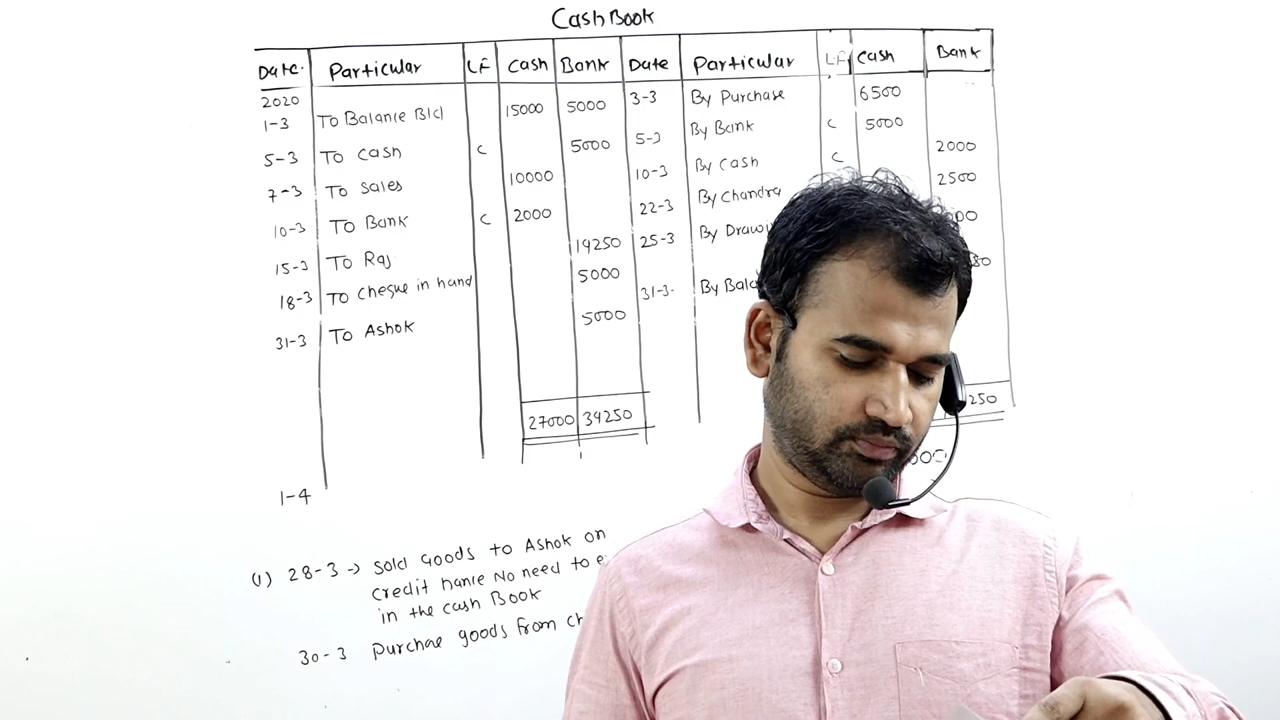 Cash Book
Date. Particular LF Cash Bank Date Particular LF Cash Bank
2020
1-3 To Balance B/d 15000 5000 3-3 By Purchase 6500
5-3 To Cash C 5000 5-3 By Bank C 5000
7-3 To Sales 10000 10-3 By Cash C 2000
10-3 To Bank C 2000 22-3 By Chandra 2500
15-3 To Raj 14250 25-3
18-3 To Cheque in hand 5000 31-3. By
31-3 To Ashok 5000
27000 34250 250
1-4
(1) 28-3 → Sold Goods to Ashok on
credit hance No need to
in the cash Book
30-3 Purchae goods from